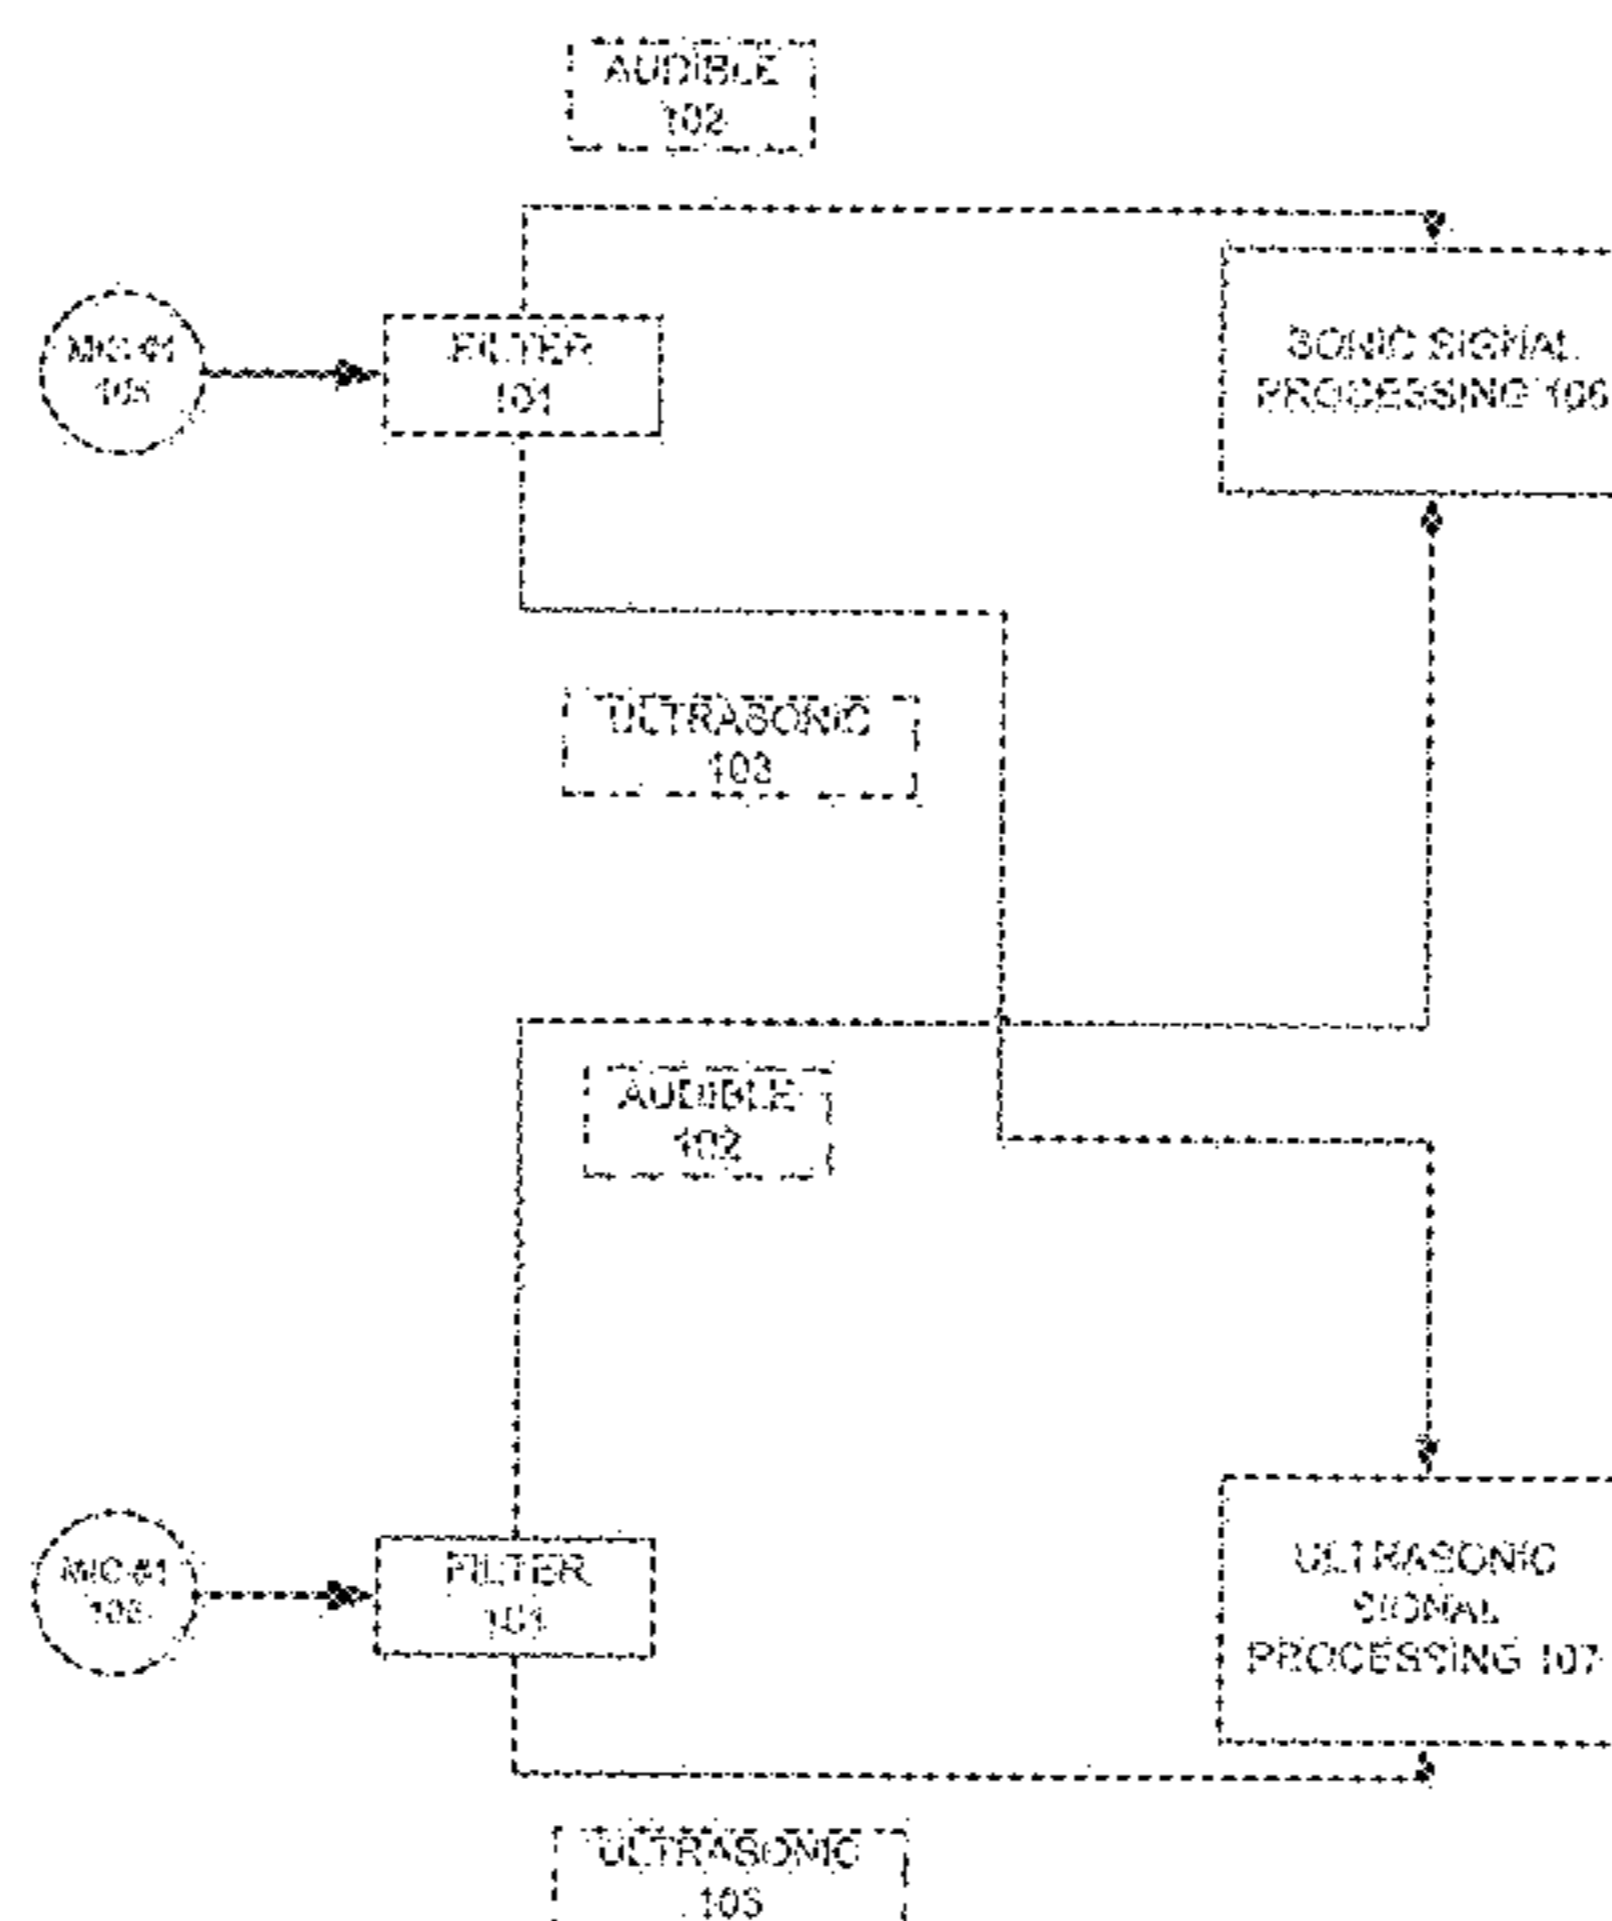 AUDIBLE
102
MIC #1
FILTER
101
SONIC SIGNAL
PROCESSING 106
ULTRASONIC
103
AUDIBLE
102
MIC #1
FILTER
101
ULTRASONIC
SIGNAL
PROCESSING 107
ULTRASONIC
103